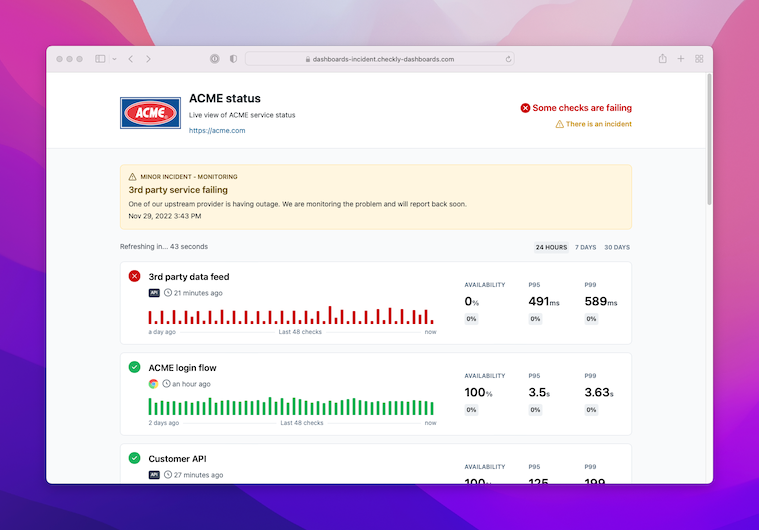 dashboards-incident.checkly-dashboards.com
ACME
ACME status
Live view of ACME service status
https://acme.com
Some checks are failing
There is an incident
MINOR INCIDENT - MONITORING
3rd party service failing
One of our upstream provider is having outage. We are monitoring the problem and will report back soon.
Nov 29, 2022 3:43 PM
Refreshing in... 43 seconds
24 HOURS 7 DAYS 30 DAYS
3rd party data feed
API 21 minutes ago
a day ago Last 48 checks now
AVAILABILITY P95 P99
0% 491ms 589ms
0% 0% 0%
ACME login flow
an hour ago
2 days ago Last 48 checks now
AVAILABILITY P95 P99
100% 3.5s 3.63s
0% 0% 0%
Customer API
API 27 minutes ago
AVAILABILITY P95 P99
100% 125 199